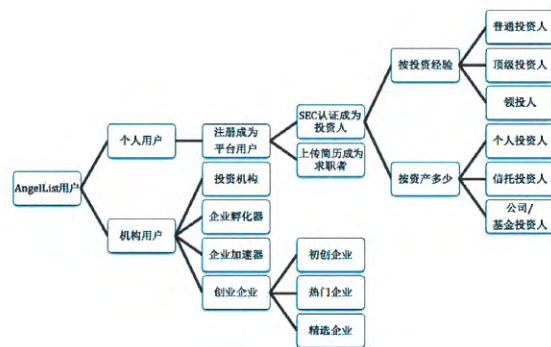 AngelList用户
个人用户
机构用户
注册成为
平台用户
投资机构
企业孵化器
企业加速器
创业企业
SEC认证成为
投资人
上传简历成为
求职者
初创企业
热门企业
精选企业
按投资经验
按资产多少
普通投资人
顶级投资人
领投人
个人投资人
信托投资人
公司/
基金投资人